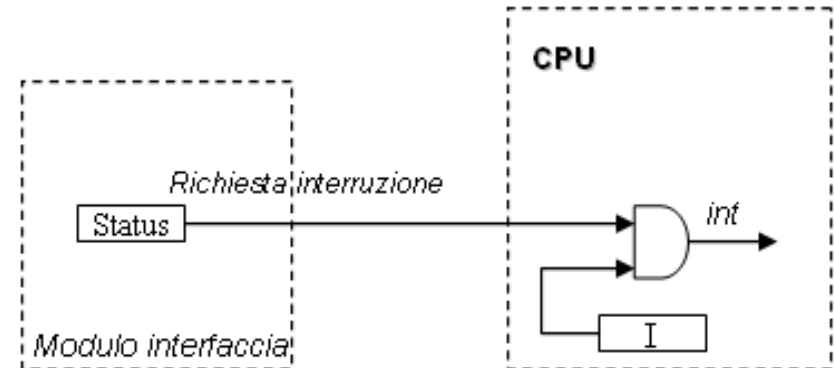 CPU
Richiesta interruzione
Status
int
I
Modulo interfaccia